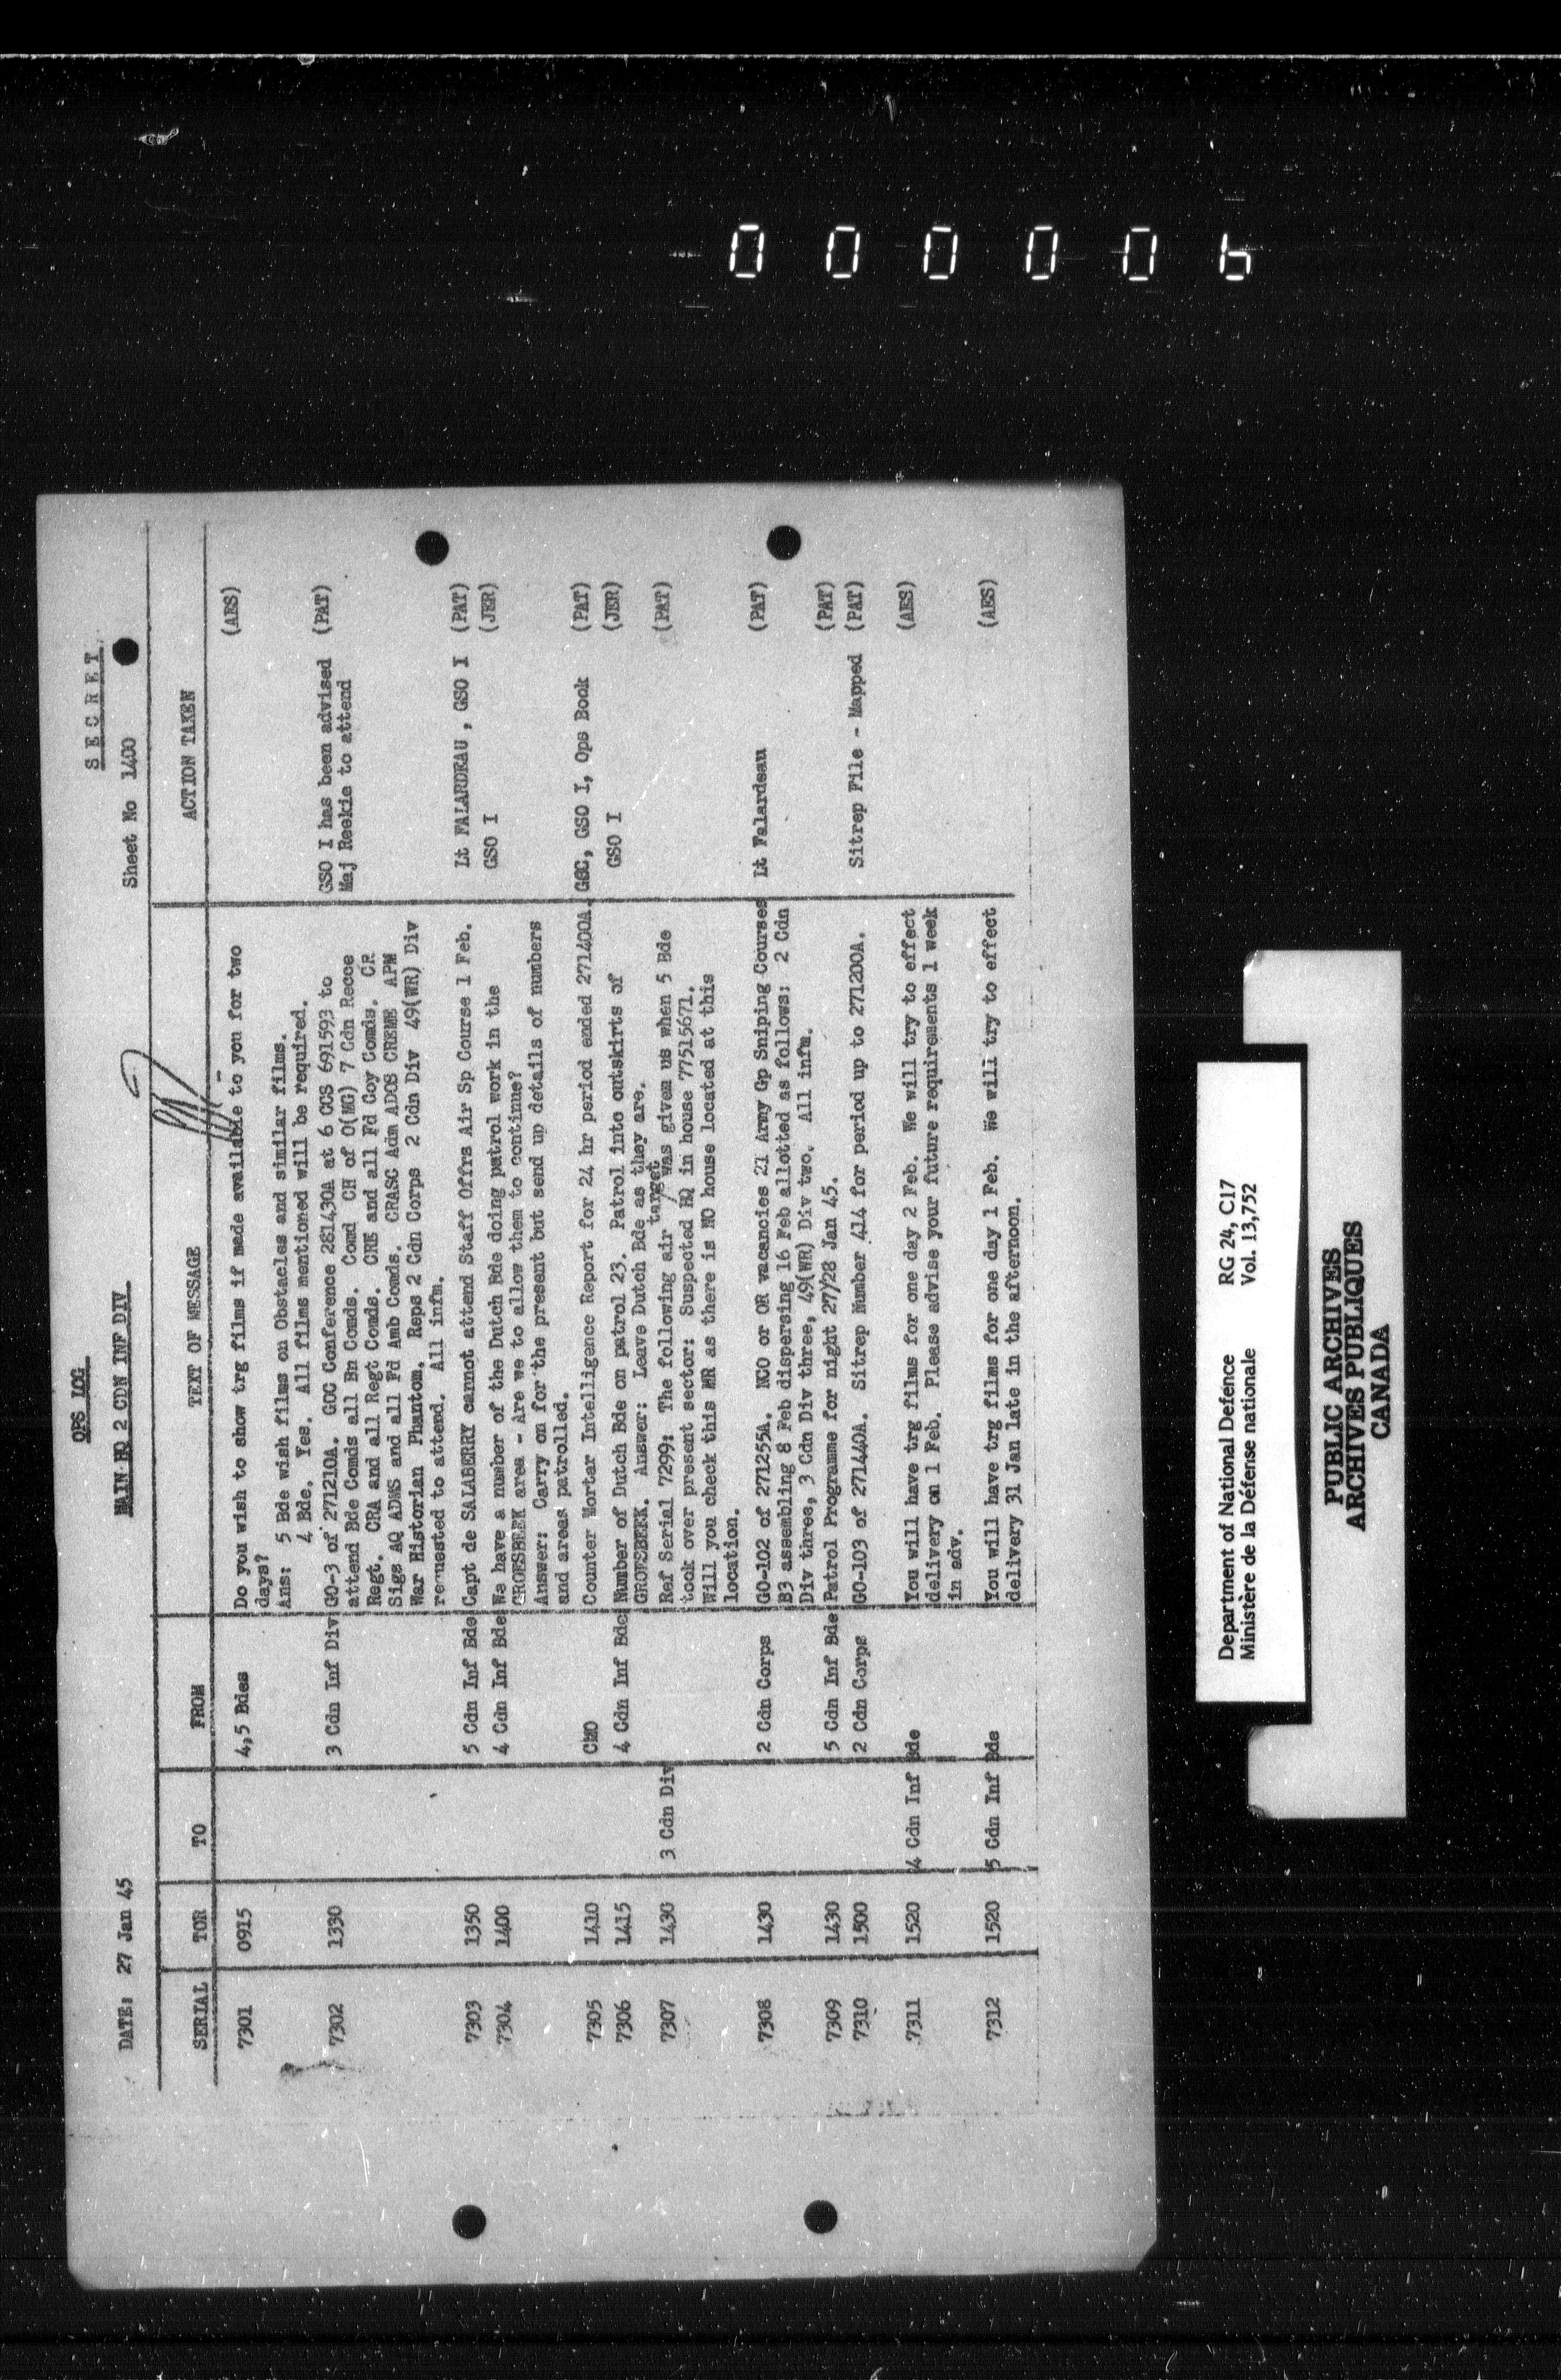 000006
OPS LOG
SECRET
MAIN HQ 2 CDN INF DIV
DATE: 27 Jan 45
Sheet No 1400
SERIAL TOR TO FROM TEXT OF MESSAGE ACTION TAKEN
7301 0915 4,5 Bdes Do you wish to show trg films if made available to you for two (AES)
days?
Ans: 5 Bde wish films on Obstacles and similar films.
4 Bde. Yes. All films mentioned will be required.
7302 1330 3 Cdn Inf Div GO-3 of 271210A. GOC Conference 281430A at 6 CCS 691593 to GSO I has been advised (PAT)
attend Bde Comds all Bn Comds. Comd CH of O(MG) 7 Cdn Recce Maj Reekie to attend
Regt. CRA and all Regt Comds. CRE and all Fd Coy Comds. CR
Sigs AQ ADMS and all Fd Amb Comds. CRASC Adm ADOS CREME APM
War Historian Phantom. Reps 2 Cdn Corps 2 Cdn Div 49(WR) Div
requested to attend. All infm.
7303 1350 5 Cdn Inf Bde Capt de SALABERRY cannot attend Staff Offrs Air Sp Course 1 Feb. Lt FALARDEAU , GSO I (PAT)
7304 1400 4 Cdn Inf Bde We have a number of the Dutch Bde doing patrol work in the GSO I (JER)
GROESBEEK area - Are we to allow them to continue?
Answer: Carry on for the present but send up details of numbers
and areas patrolled.
7305 1410 CMO Counter Mortar Intelligence Report for 24 hr period ended 271400A. GSC, GSO I, Ops Book (PAT)
7306 1415 4 Cdn Inf Bde Number of Dutch Bde on patrol 23. Patrol into outskirts of GSO I (JER)
GROESBEEK. Answer: Leave Dutch Bde as they are.
target
7307 1430 3 Cdn Div Ref Serial 7299: The following air / was given us when 5 Bde (PAT)
took over present sector: Suspected HQ in house 77515671.
Will you check this MR as there is NO house located at this
location.
7308 1430 2 Cdn Corps GO-102 of 271255A. NCO or OR vacancies 21 Army Gp Sniping Courses Lt Falardeau (PAT)
B3 assembling 8 Feb dispersing 16 Feb allotted as follows: 2 Cdn
Div three, 3 Cdn Div three, 49(WR) Div two. All infm.
7309 1430 5 Cdn Inf Bde Patrol Programme for night 27/28 Jan 45. (PAT)
7310 1500 2 Cdn Corps GO-103 of 271440A. Sitrep Number 414 for period up to 271200A. Sitrep File - Mapped (PAT)
7311 1520 4 Cdn Inf Bde You will have trg films for one day 2 Feb. We will try to effect (AES)
delivery on 1 Feb. Please advise your future requirements 1 week
in adv.
7312 1520 5 Cdn Inf Bde You will have trg films for one day 1 Feb. We will try to effect (AES)
delivery 31 Jan late in the afternoon.
Department of National Defence RG 24, C17
Ministère de la Défense nationale Vol. 13,752
PUBLIC ARCHIVES
ARCHIVES PUBLIQUES
CANADA